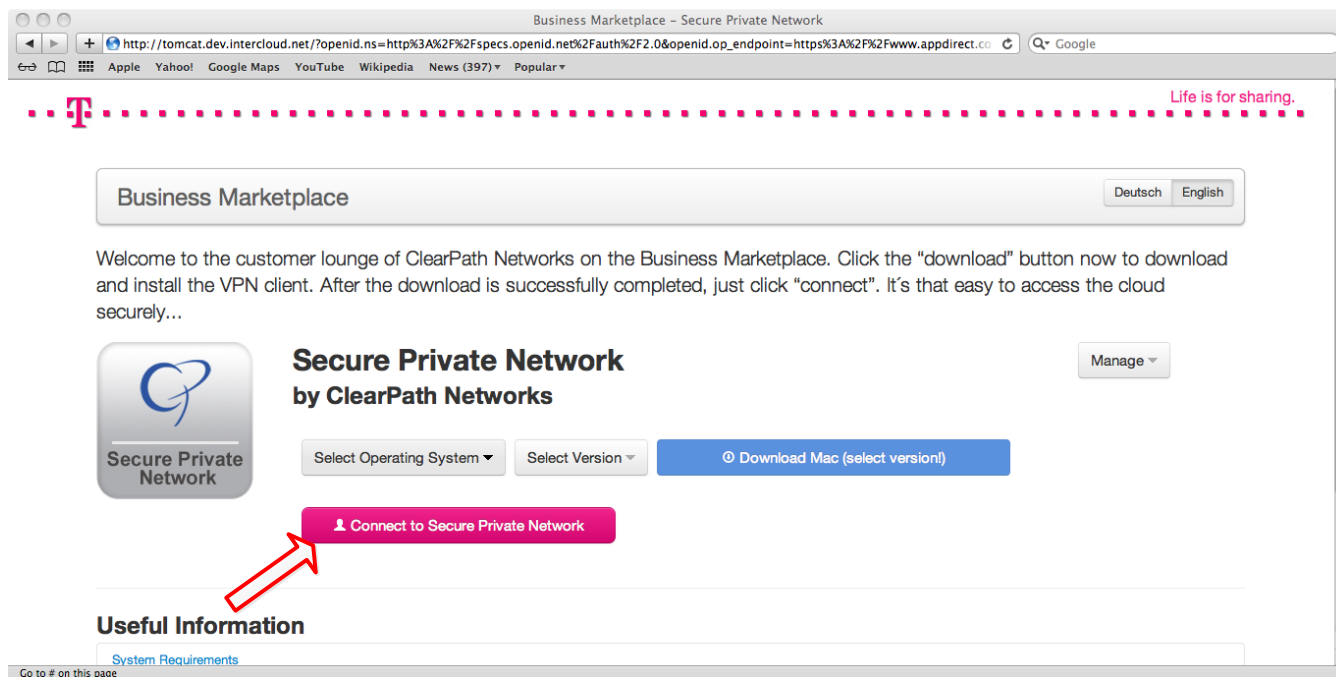 Business Marketplace – Secure Private Network
http://tomcat.dev.intercloud.net/?openid.ns=http%3A%2F%2Fspecs.openid.net%2Fauth%2F2.0&openid.op_endpoint=https%3A%2F%2Fwww.appdirect.co Google
Apple Yahoo! Google Maps YouTube Wikipedia News (397) Popular
Life is for sharing.
T
Business Marketplace Deutsch English
Welcome to the customer lounge of ClearPath Networks on the Business Marketplace. Click the “download” button now to download
and install the VPN client. After the download is successfully completed, just click “connect”. It´s that easy to access the cloud
securely...
Secure Private Network
by ClearPath Networks
Manage
Secure Private
Network
Select Operating System Select Version Download Mac (select version!)
Connect to Secure Private Network
Useful Information
System Requirements
Go to # on this page